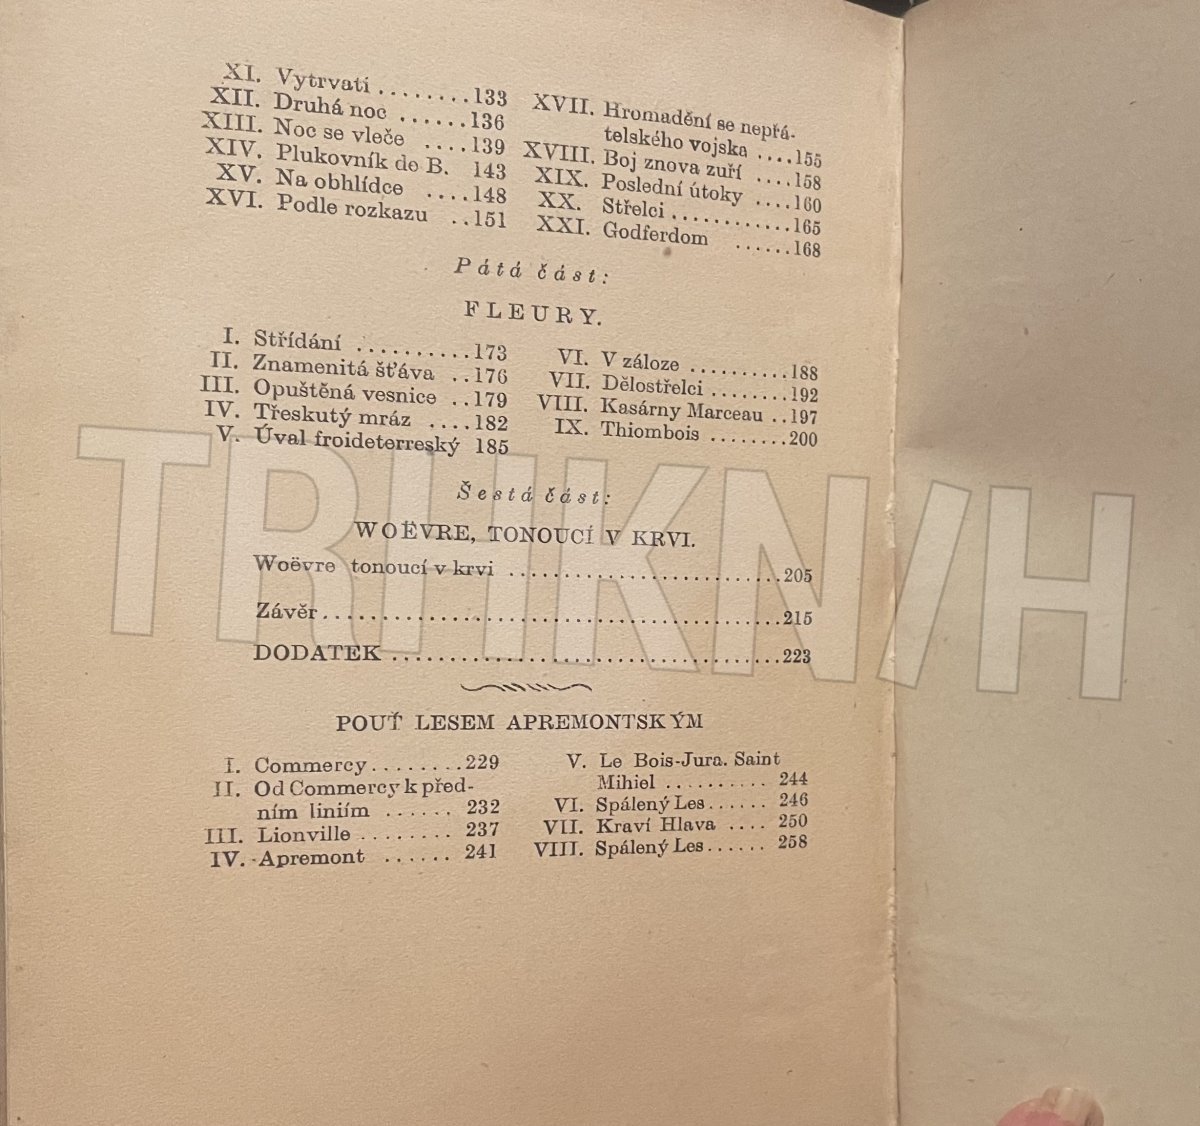 XI. Vytrvati ........133
XII. Druhá noc ......136
XIII. Noc se vleče ....139
XIV. Plukovník de B. 143
XV. Na obhlídce ....148
XVI. Podle rozkazu ..151
XVII. Hromadění se nepřá-
telského vojska ....155
XVIII. Boj znova zuří ....158
XIX. Poslední útoky ....160
XX. Střelci ............165
XXI. Godferdom ......168
Pátá část:
FLEURY.
I. Střídání ..........173
II. Znamenitá šťáva ..176
III. Opuštěná vesnice ..179
IV. Třeskutý mráz ....182
V. Úval froideterreský 185
VI. V záloze ..........188
VII. Dělostřelci ........192
VIII. Kasárny Marceau ..197
IX. Thiombois ........200
Šestá část:
WOËVRE, TONOUCÍ V KRVI.
Woëvre tonoucí v krvi ............................205
Závěr...............................................215
DODATEK ........................................223
POUŤ LESEM APREMONTSKÝM
I. Commercy........229
II. Od Commercy k před-
ním liniím ...... 232
III. Lionville ........ 237
IV. Apremont ...... 241
V. Le Bois-Jura. Saint
Mihiel .......... 244
VI. Spálený Les...... 246
VII. Kraví Hlava .... 250
VIII. Spálený Les...... 258
TRHKNIH